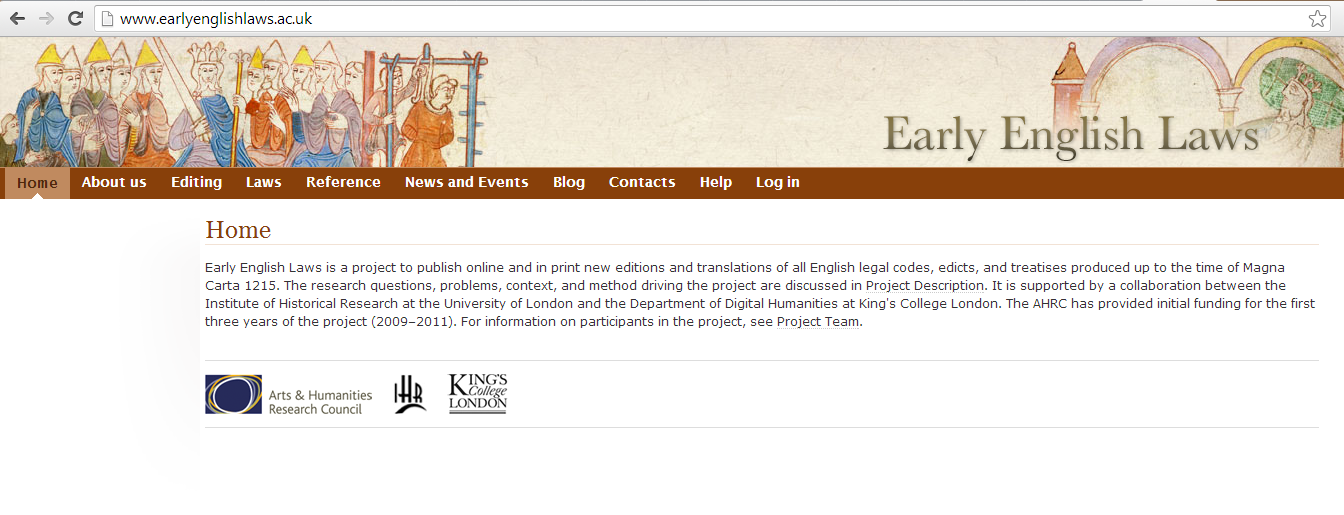 www.earlyenglishlaws.ac.uk
Early English Laws
Home About us Editing Laws Reference News and Events Blog Contacts Help Log in
Home
Early English Laws is a project to publish online and in print new editions and translations of all English legal codes, edicts, and treatises produced up to the time of Magna
Carta 1215. The research questions, problems, context, and method driving the project are discussed in Project Description. It is supported by a collaboration between the
Institute of Historical Research at the University of London and the Department of Digital Humanities at King's College London. The AHRC has provided initial funding for the first
three years of the project (2009–2011). For information on participants in the project, see Project Team.
Arts & Humanities
Research Council
IHR
KING'S
College
LONDON